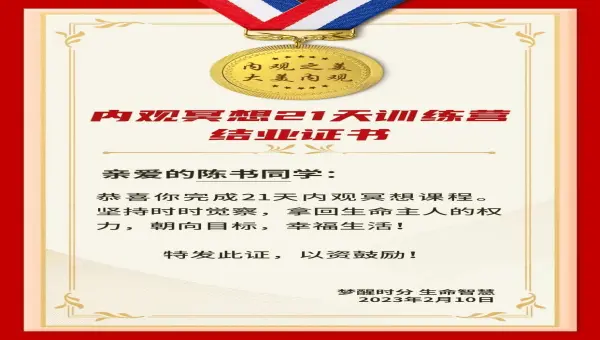 内观之美
大美内观
内观冥想21天训练营
结业证书
亲爱的陈书同学：
恭喜你完成21天内观冥想课程。
坚持时时觉察，拿回生命主人的权
力，朝向目标，幸福生活！
特发此证，以资鼓励！
梦醒时分 生命智慧
2023年2月10日